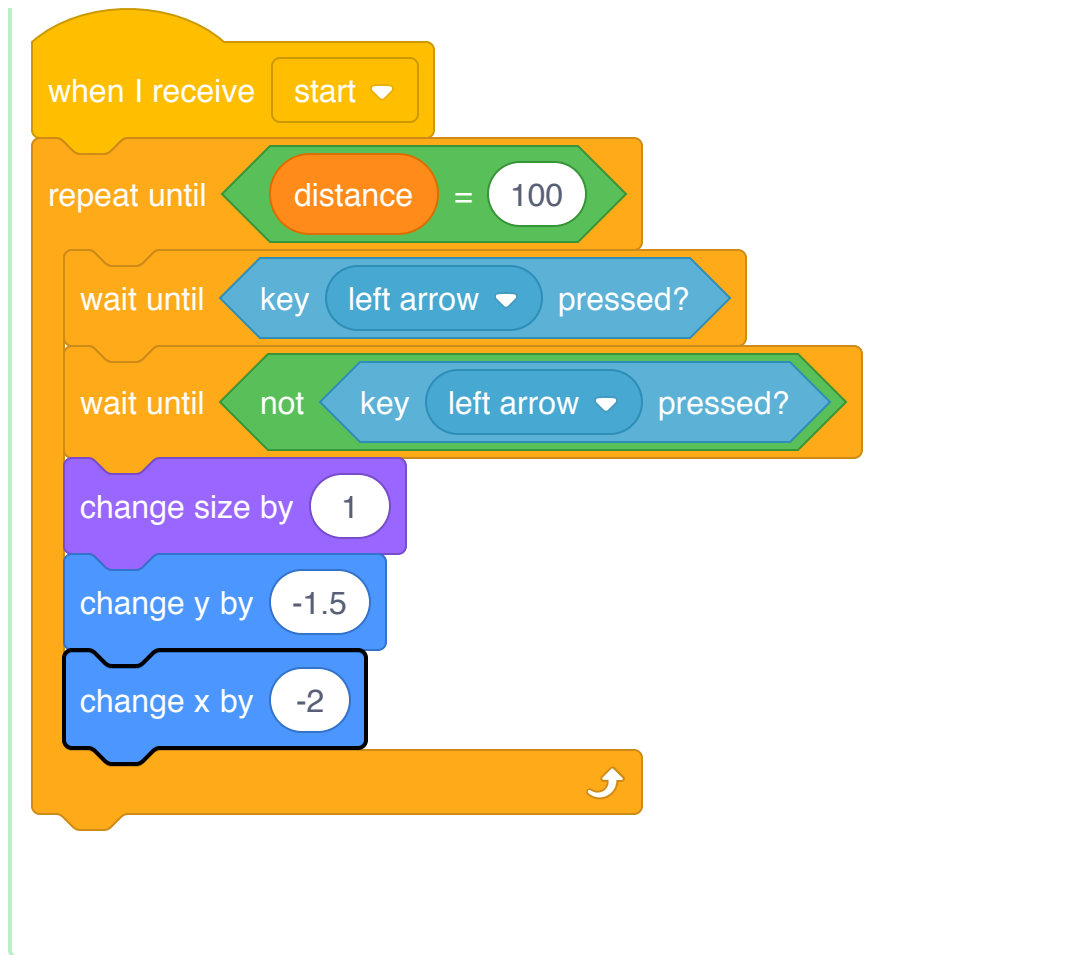 when I receive start
repeat until distance = 100
wait until key left arrow pressed?
wait until not key left arrow pressed?
change size by 1
change y by -1.5
change x by -2